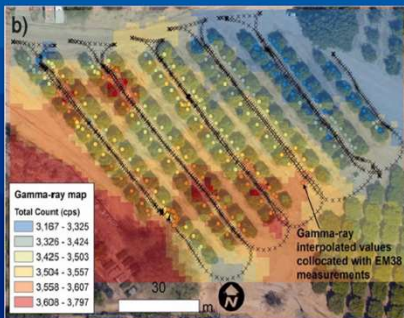 b)
Gamma-ray map
Total Count (cps)
3,167 - 3,325
3,326 - 3,424
3,425 - 3,503
3,504 - 3,557
3,558 - 3,607
3,608 - 3,797
30
m
N
Gamma-ray
interpolated values
collocated with EM38
measurements